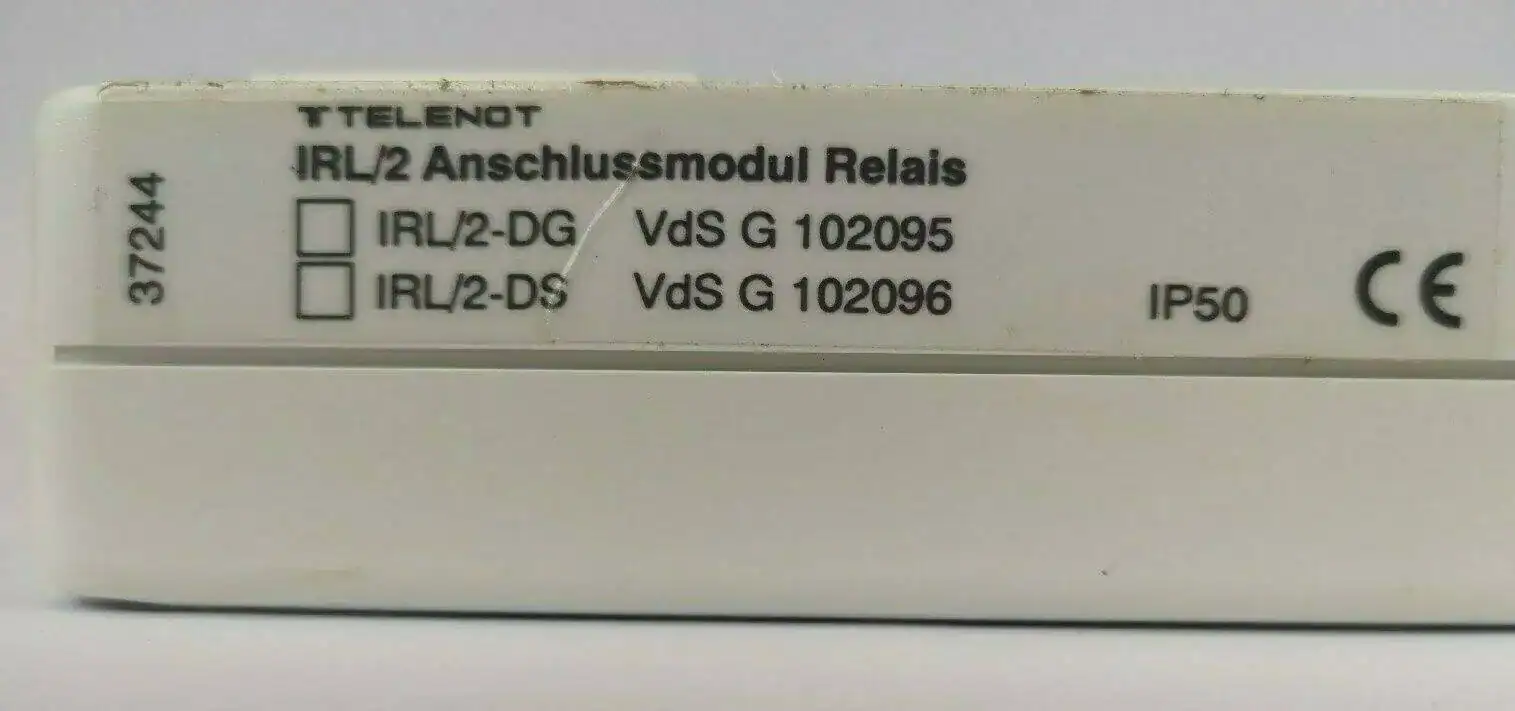 TELENOT
IRL/2 Anschlussmodul Relais
IRL/2-DG VdS G 102095
IRL/2-DS VdS G 102096
IP50 CE
37244